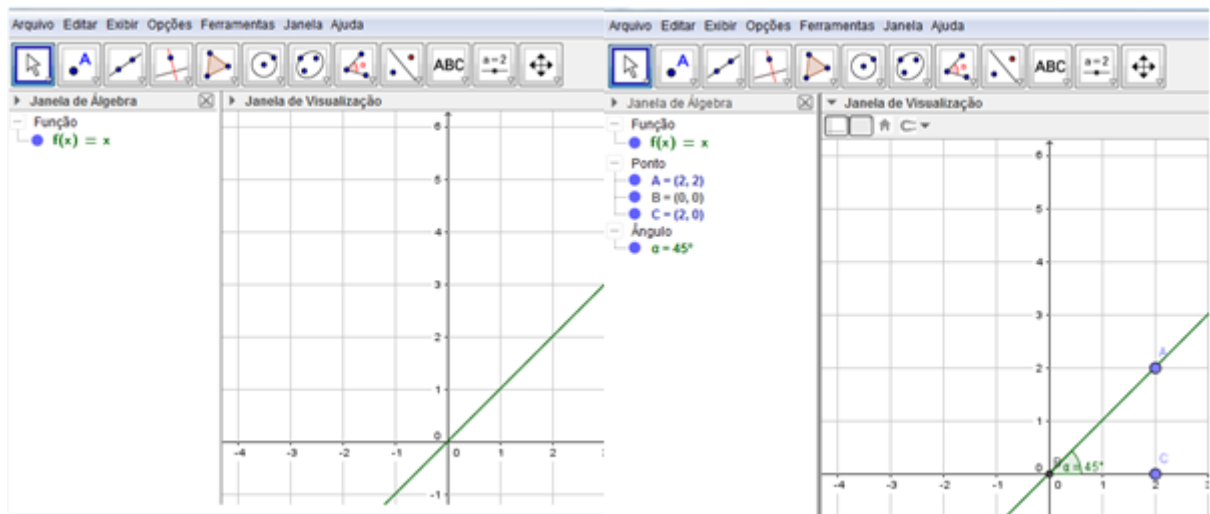 Arquivo Editar Exibir Opções Ferramentas Janela Ajuda
ABC
a=2
Janela de Álgebra
Janela de Visualização
Função
f(x) = x
6
5
4
3
2
1
0
-4 -3 -2 -1 0 1 2
-1
Arquivo Editar Exibir Opções Ferramentas Janela Ajuda
ABC
a=2
Janela de Álgebra
Janela de Visualização
Função
f(x) = x
Ponto
A = (2, 2)
B = (0, 0)
C = (2, 0)
Ângulo
α = 45°
6
5
4
3
A
2
1
C
0
B
α = 45°
-4 -3 -2 -1 0 1 2